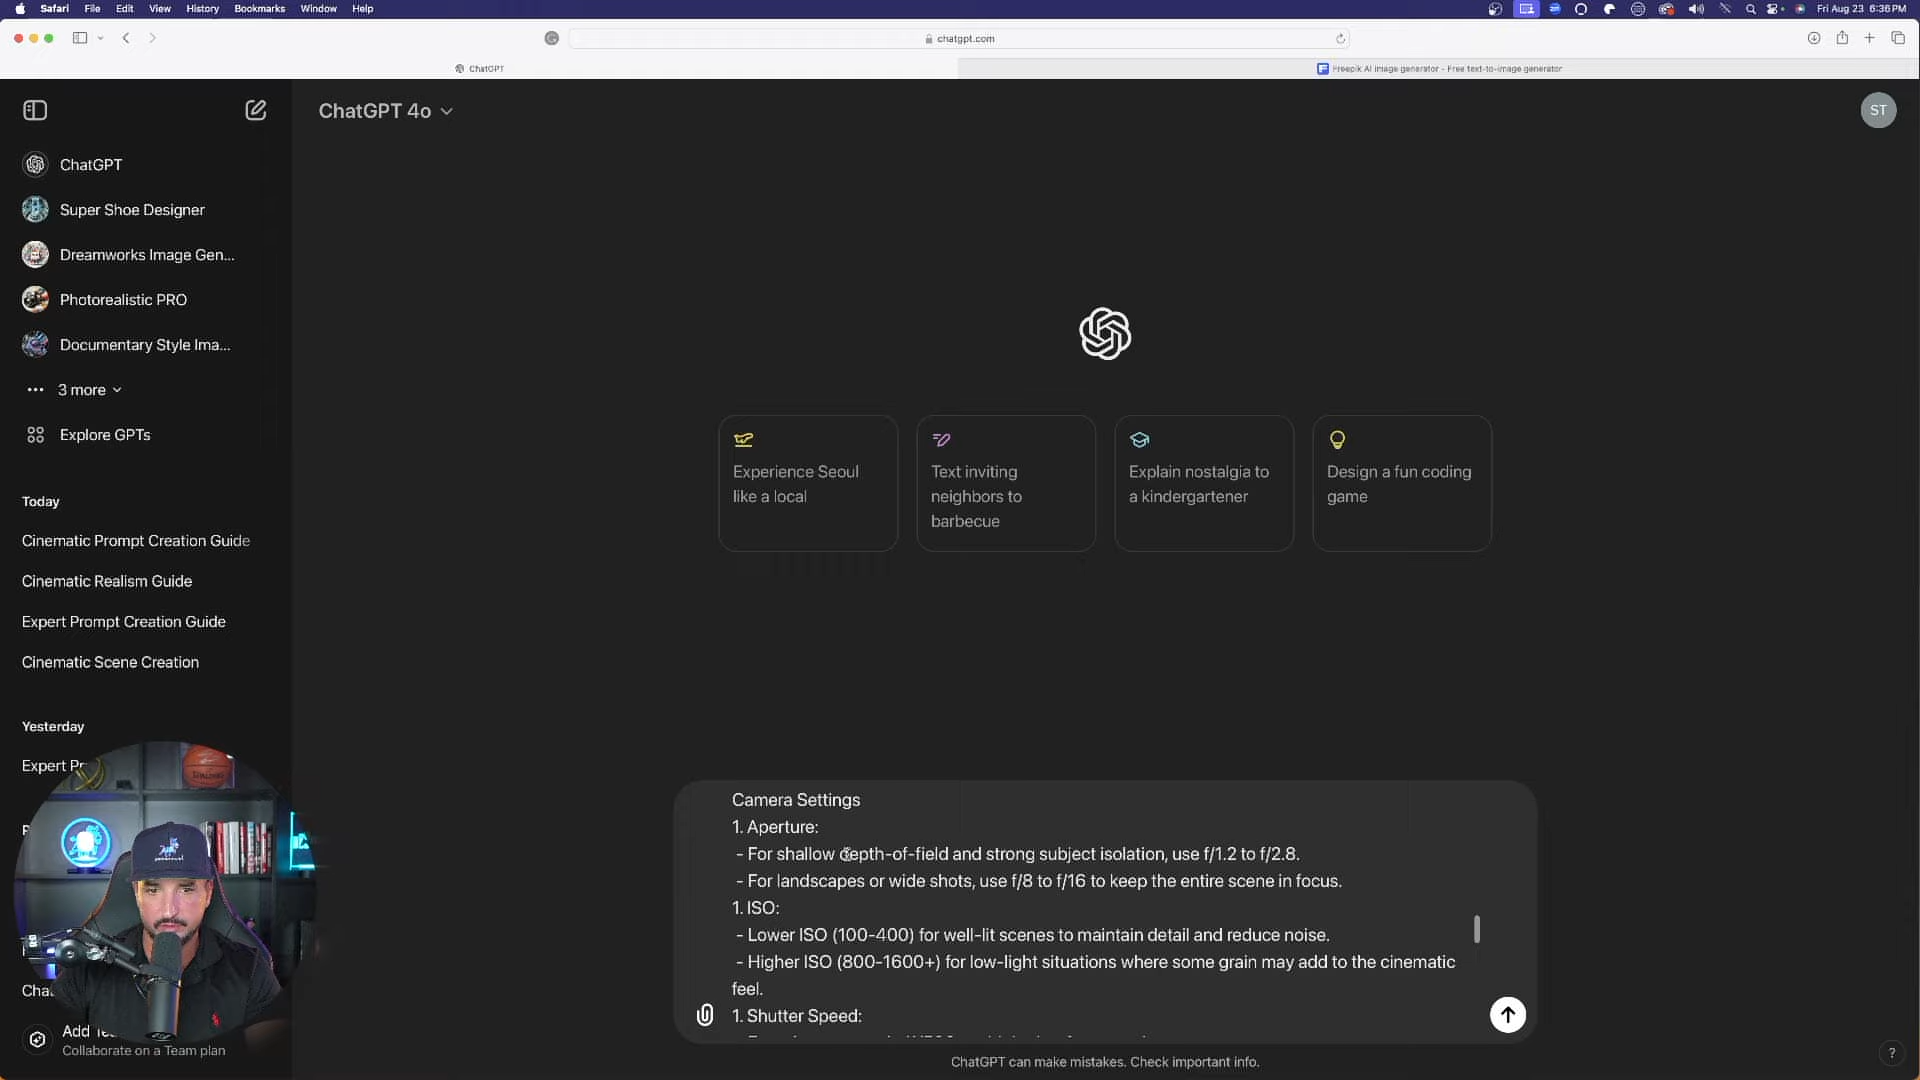 Safari File Edit View History Bookmarks Window Help
Fri Aug 23 6:36 PM
chatgpt.com
ChatGPT
Freepik AI image generator - Free text-to-image generator
ChatGPT 4o
ST
ChatGPT
Super Shoe Designer
Dreamworks Image Gen...
Photorealistic PRO
Documentary Style Ima...
3 more
Explore GPTs
Today
Cinematic Prompt Creation Guide
Cinematic Realism Guide
Expert Prompt Creation Guide
Cinematic Scene Creation
Yesterday
Expert Pr
Cha
Add Te
Collaborate on a Team plan
Experience Seoul
like a local
Text inviting
neighbors to
barbecue
Explain nostalgia to
a kindergartener
Design a fun coding
game
Camera Settings
1. Aperture:
- For shallow depth-of-field and strong subject isolation, use f/1.2 to f/2.8.
- For landscapes or wide shots, use f/8 to f/16 to keep the entire scene in focus.
1. ISO:
- Lower ISO (100-400) for well-lit scenes to maintain detail and reduce noise.
- Higher ISO (800-1600+) for low-light situations where some grain may add to the cinematic
feel.
1. Shutter Speed:
ChatGPT can make mistakes. Check important info.
?
SPALDING